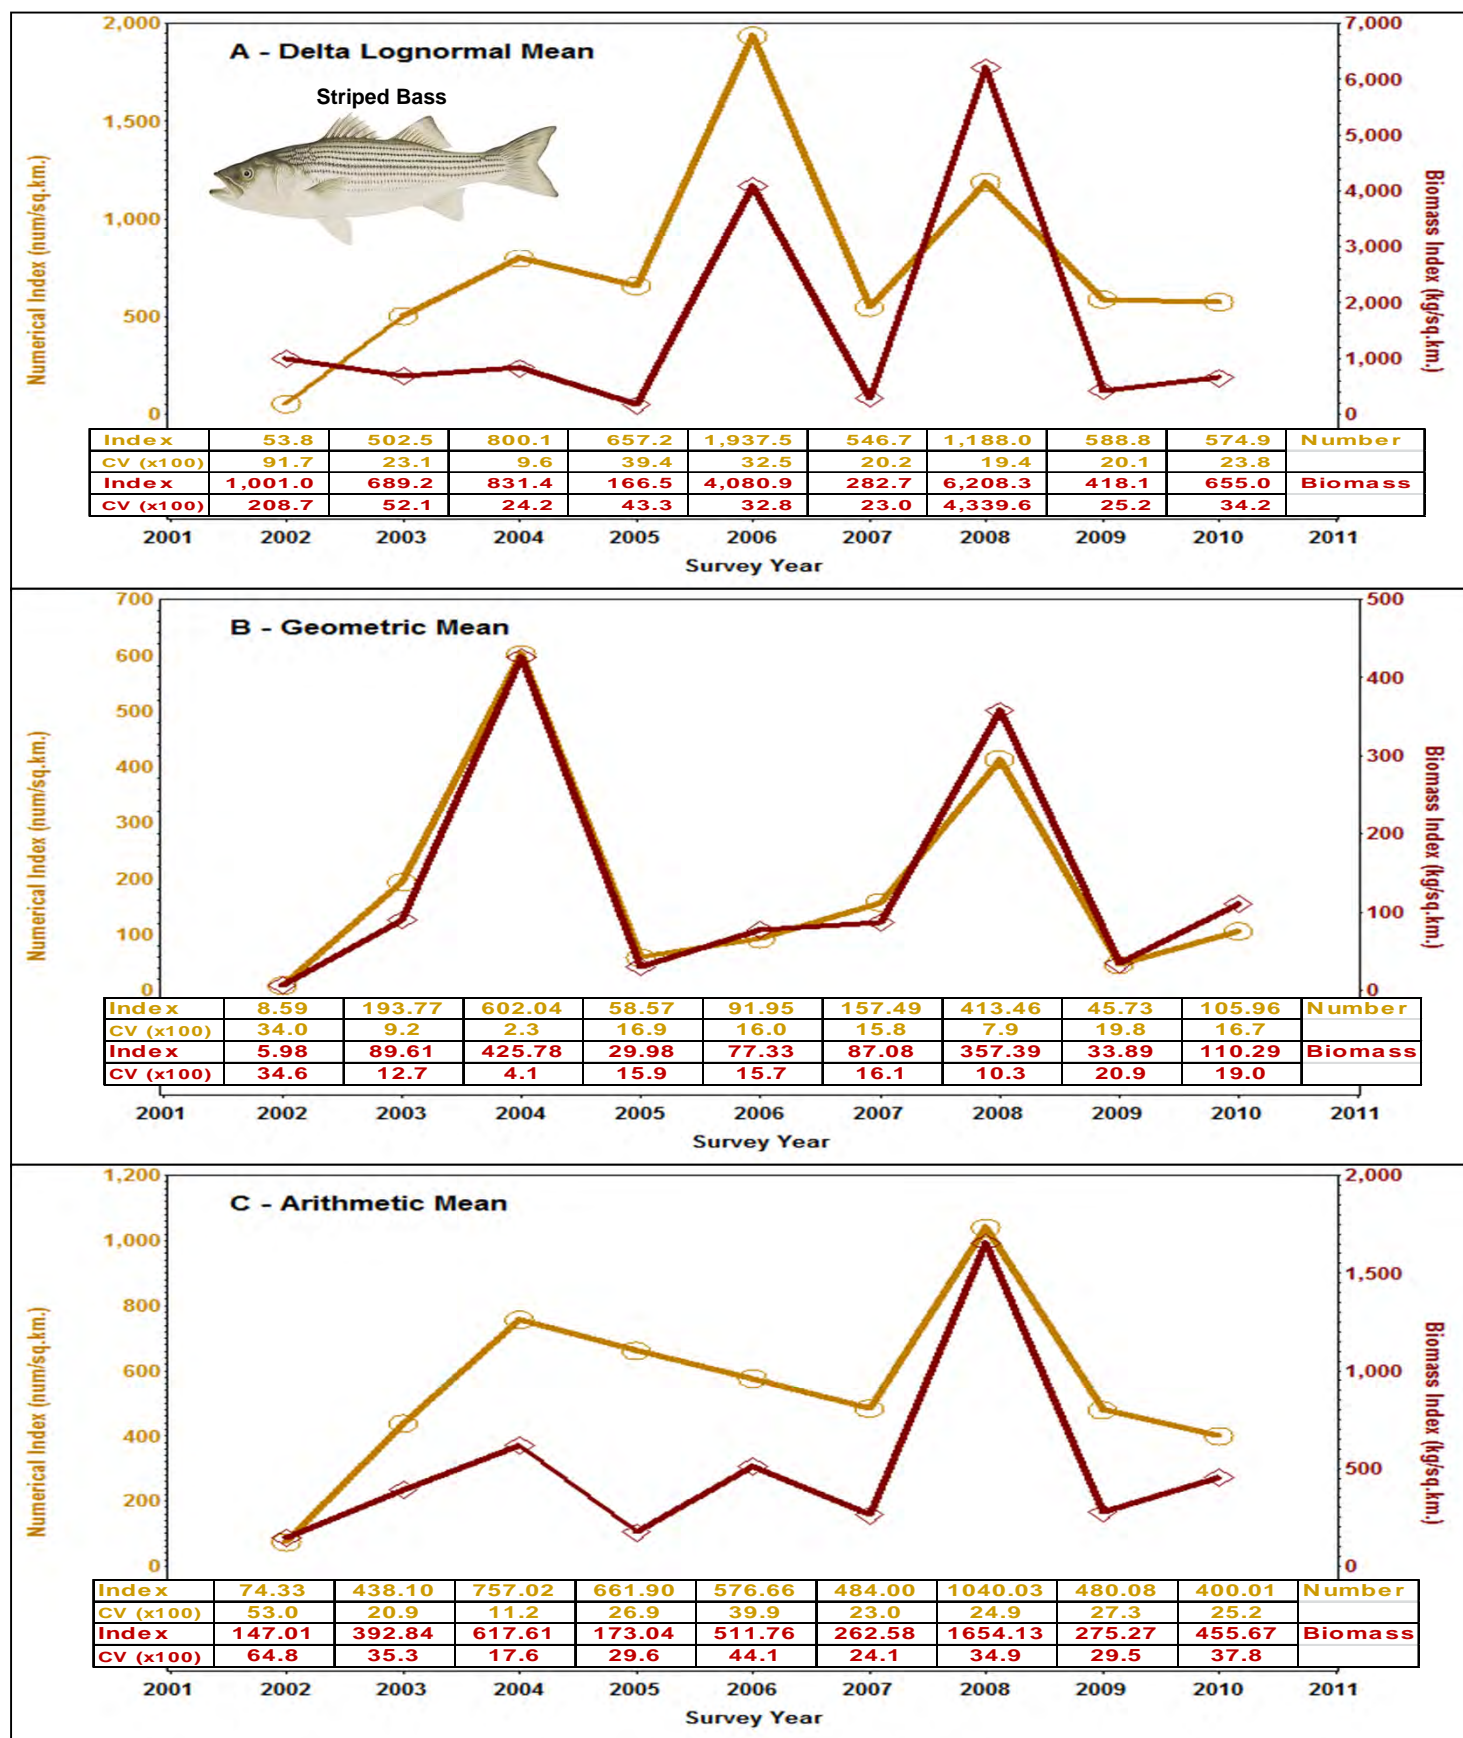 A - Delta Lognormal Mean
Striped Bass
Numerical Index (num/sq.km.)
2,000
1,500
1,000
500
0
Biomass Index (kg/sq.km.)
7,000
6,000
5,000
4,000
3,000
2,000
1,000
0
Index 53.8 502.5 800.1 657.2 1,937.5 546.7 1,188.0 588.8 574.9 Number
CV (x100) 91.7 23.1 9.6 39.4 32.5 20.2 19.4 20.1 23.8
Index 1,001.0 689.2 831.4 166.5 4,080.9 282.7 6,208.3 418.1 655.0 Biomass
CV (x100) 208.7 52.1 24.2 43.3 32.8 23.0 4,339.6 25.2 34.2
2001 2002 2003 2004 2005 2006 2007 2008 2009 2010 2011
Survey Year
B - Geometric Mean
Numerical Index (num/sq.km.)
700
600
500
400
300
200
100
0
Biomass Index (kg/sq.km.)
500
400
300
200
100
0
Index 8.59 193.77 602.04 58.57 91.95 157.49 413.46 45.73 105.96 Number
CV (x100) 34.0 9.2 2.3 16.9 16.0 15.8 7.9 19.8 16.7
Index 5.98 89.61 425.78 29.98 77.33 87.08 357.39 33.89 110.29 Biomass
CV (x100) 34.6 12.7 4.1 15.9 15.7 16.1 10.3 20.9 19.0
2001 2002 2003 2004 2005 2006 2007 2008 2009 2010 2011
Survey Year
C - Arithmetic Mean
Numerical Index (num/sq.km.)
1,200
1,000
800
600
400
200
0
Biomass Index (kg/sq.km.)
2,000
1,500
1,000
500
0
Index 74.33 438.10 757.02 661.90 576.66 484.00 1040.03 480.08 400.01 Number
CV (x100) 53.0 20.9 11.2 26.9 39.9 23.0 24.9 27.3 25.2
Index 147.01 392.84 617.61 173.04 511.76 262.58 1654.13 275.27 455.67 Biomass
CV (x100) 64.8 35.3 17.6 29.6 44.1 24.1 34.9 29.5 37.8
2001 2002 2003 2004 2005 2006 2007 2008 2009 2010 2011
Survey Year